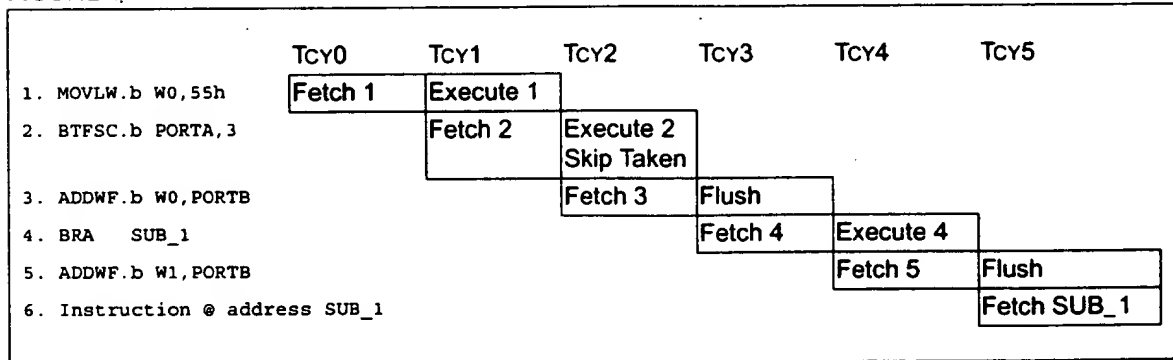 TCY0 TCY1 TCY2 TCY3 TCY4 TCY5
1. MOVLW.b W0,55h Fetch 1 Execute 1
2. BTFSC.b PORTA,3 Fetch 2 Execute 2
Skip Taken
3. ADDWF.b W0,PORTB Fetch 3 Flush
4. BRA SUB_1 Fetch 4 Execute 4
5. ADDWF.b W1,PORTB Fetch 5 Flush
6. Instruction @ address SUB_1 Fetch SUB_1